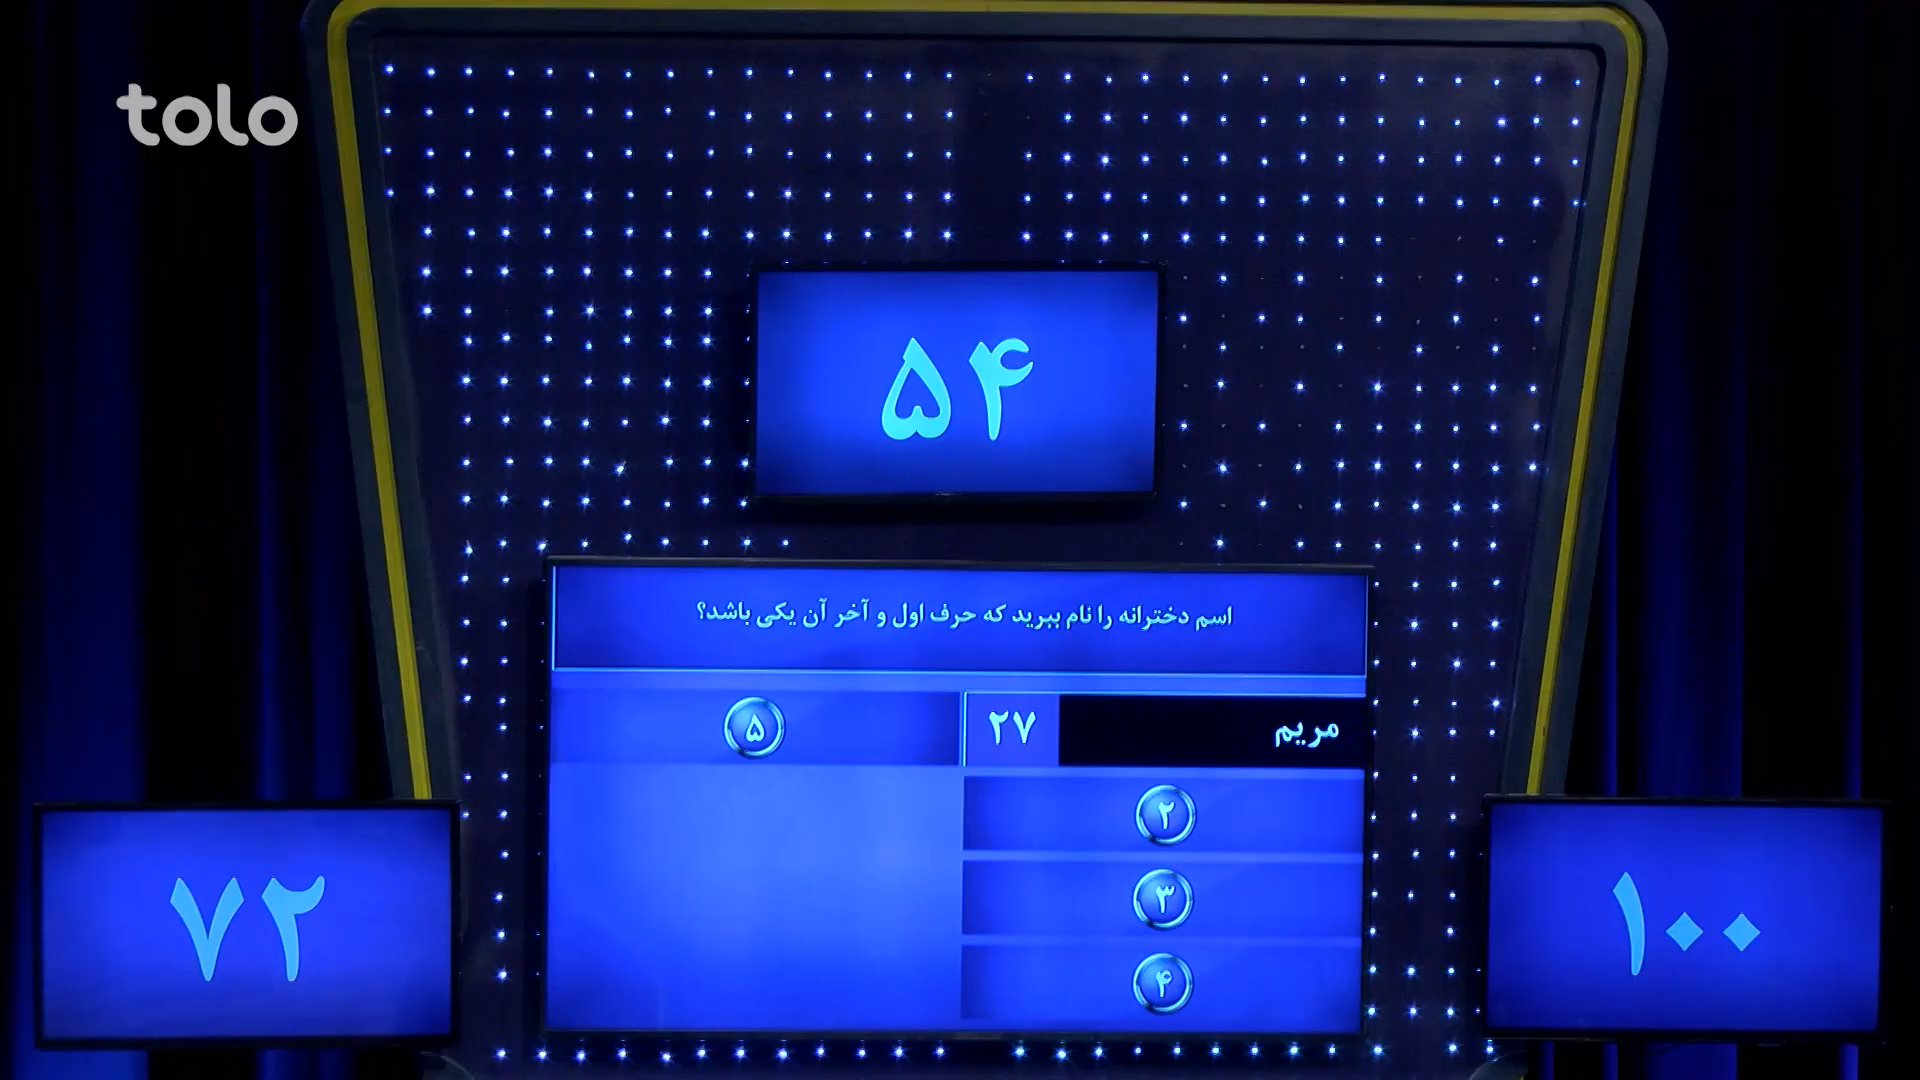 tolo
۵۴
اسم دخترانه را نام ببرید که حرف اول و آخر آن یکی باشد؟
مریم ۲۷
۵
۲
۳
۴
۷۲
۱۰۰